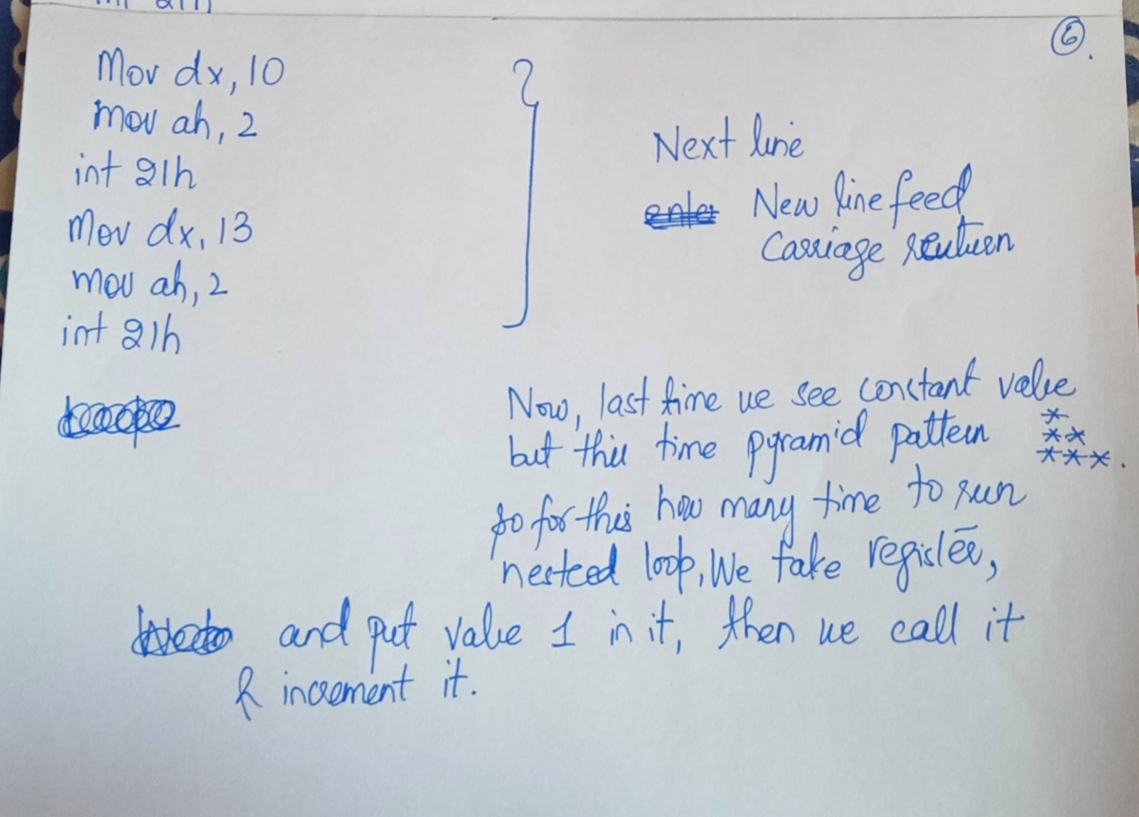 6.
Mov dx, 10
mov ah, 2
int 21h
Mov dx, 13
mov ah, 2
int 21h
Next line
New line feed
Carriage reuturn
Now, last time we see constant value
but this time pyramid pattern
*
**
***.
so for this how many time to run
nested loop, We take register,
and put value 1 in it, then we call it
& increment it.